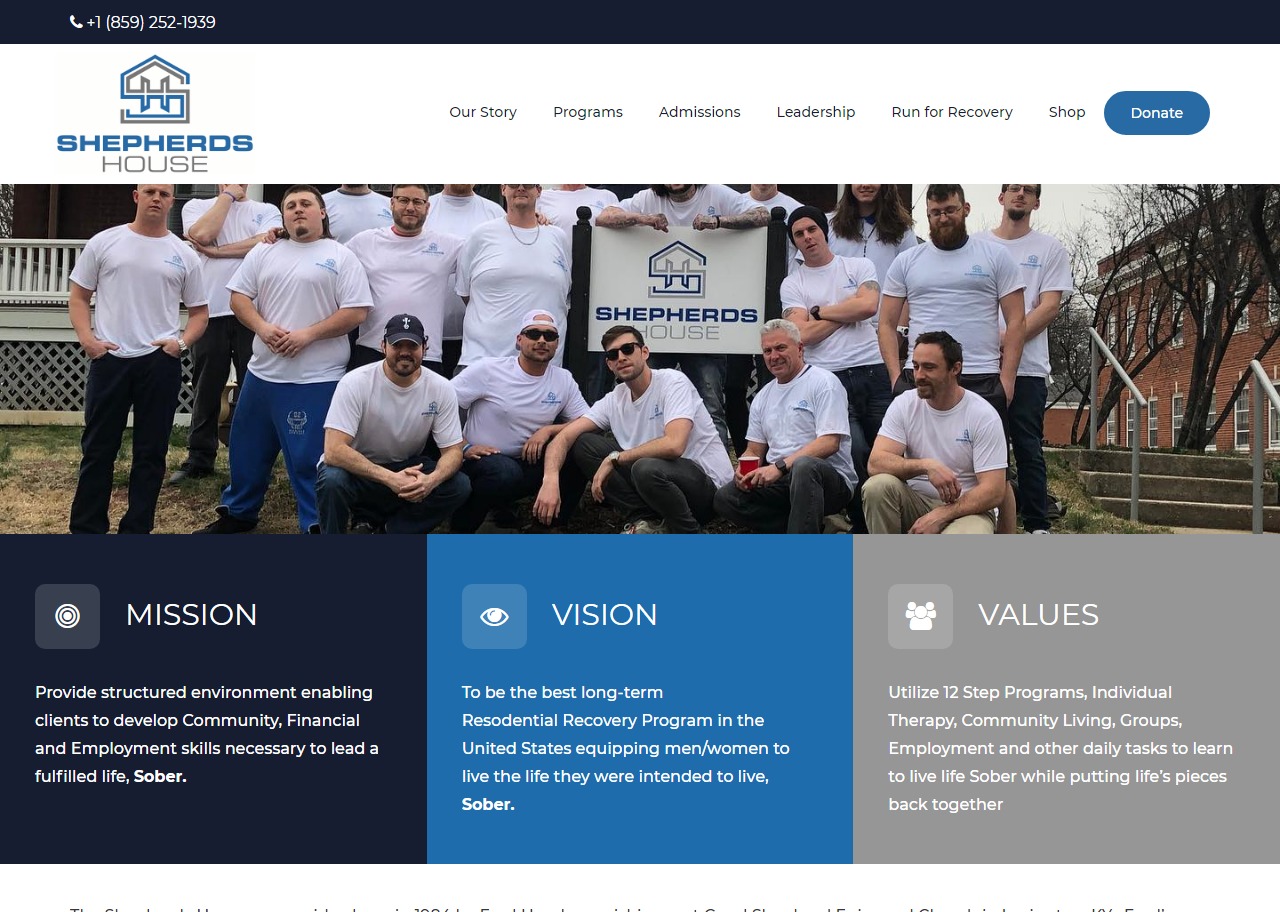 +1 (859) 252-1939
SHEPHERDS
HOUSE
Our Story Programs Admissions Leadership Run for Recovery Shop Donate
SHEPHERDS
HOUSE
MISSION
Provide structured environment enabling
clients to develop Community, Financial
and Employment skills necessary to lead a
fulfilled life, Sober.
VISION
To be the best long-term
Resodential Recovery Program in the
United States equipping men/women to
live the life they were intended to live,
Sober.
VALUES
Utilize 12 Step Programs, Individual
Therapy, Community Living, Groups,
Employment and other daily tasks to learn
to live life Sober while putting life’s pieces
back together